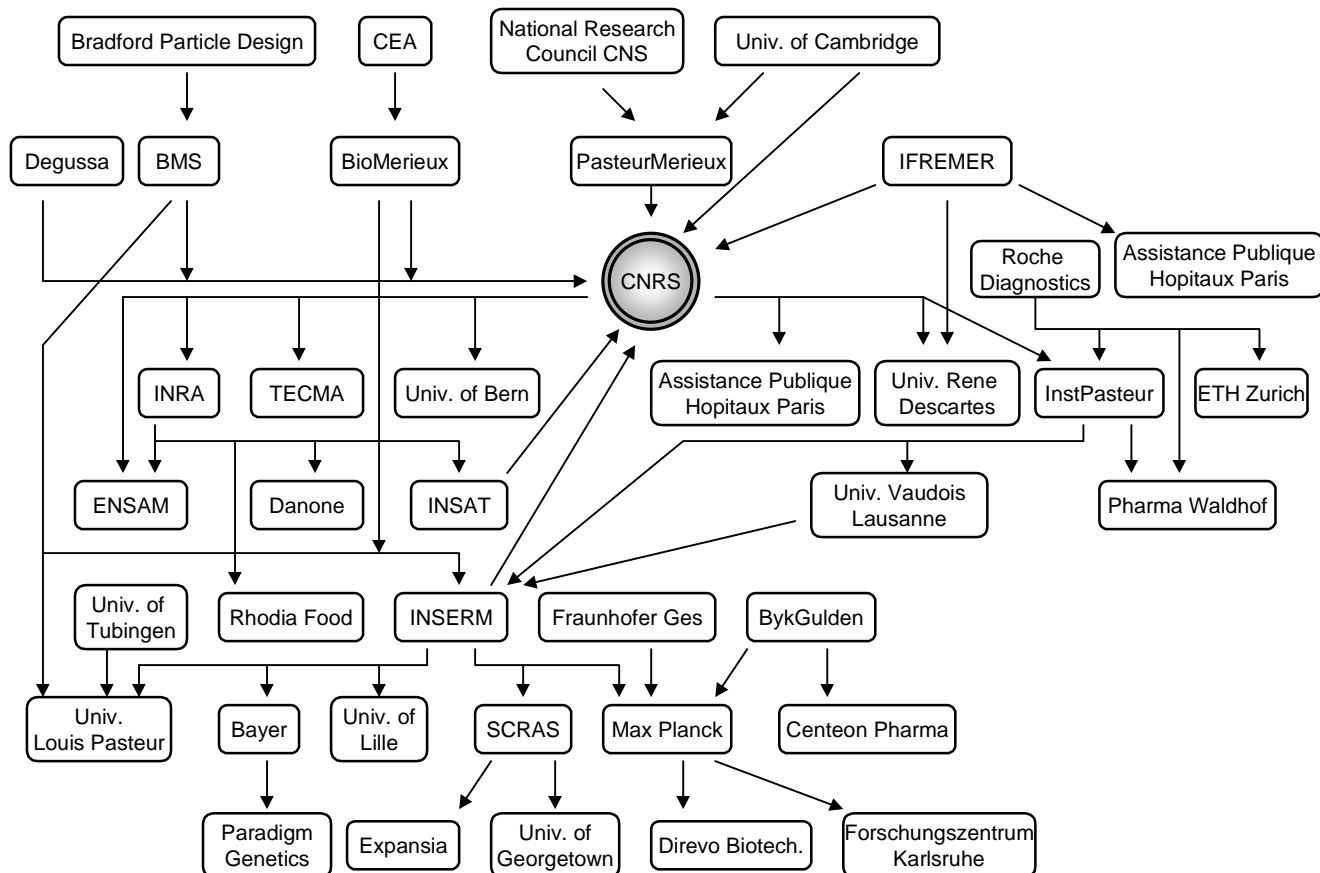 Bradford Particle Design
CEA
National Research
Council CNS
Univ. of Cambridge
Degussa
BMS
BioMerieux
PasteurMerieux
IFREMER
CNRS
Roche
Diagnostics
Assistance Publique
Hopitaux Paris
INRA
TECMA
Univ. of Bern
Assistance Publique
Hopitaux Paris
Univ. Rene
Descartes
InstPasteur
ETH Zurich
ENSAM
Danone
INSAT
Univ. Vaudois
Lausanne
Pharma Waldhof
Univ. of
Tubingen
Rhodia Food
INSERM
Fraunhofer Ges
BykGulden
Univ.
Louis Pasteur
Bayer
Univ. of
Lille
SCRAS
Max Planck
Centeon Pharma
Paradigm
Genetics
Expansia
Univ. of
Georgetown
Direvo Biotech.
Forschungszentrum
Karlsruhe